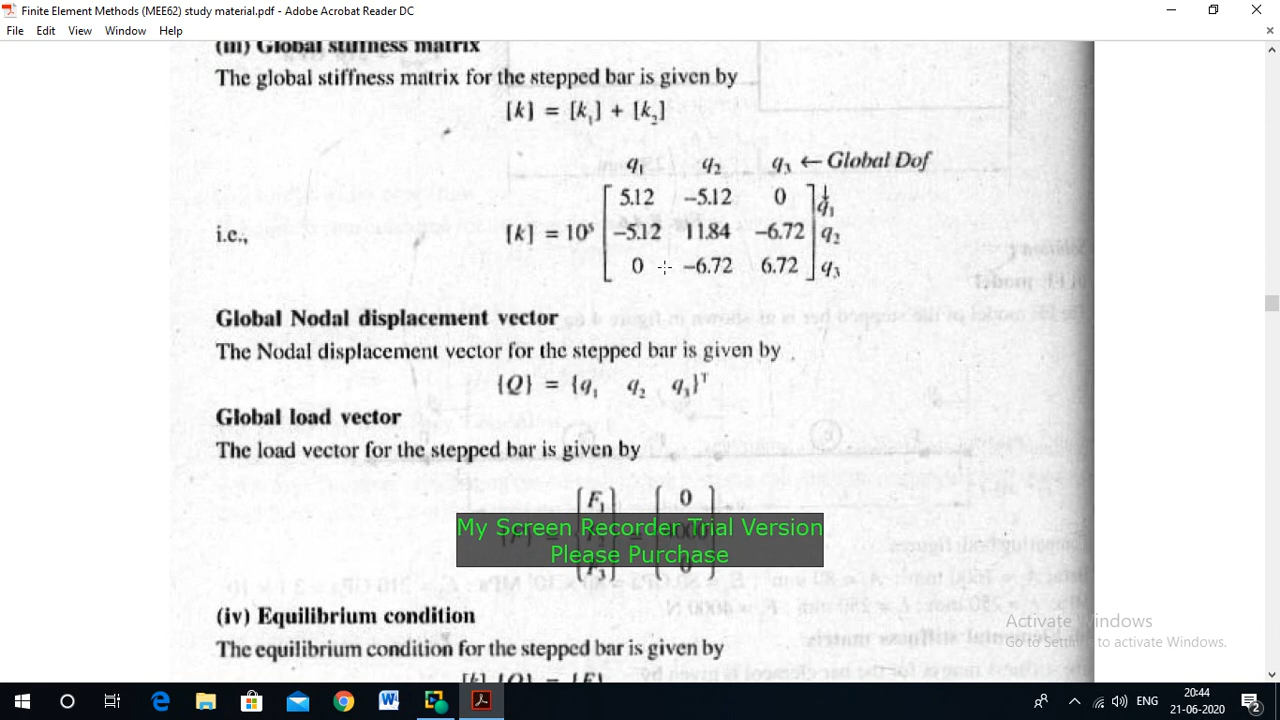 Finite Element Methods (MEE62) study material.pdf - Adobe Acrobat Reader DC
File Edit View Window Help
(iii) Global stiffness matrix
The global stiffness matrix for the stepped bar is given by
[k] = [k₁] + [k₂]
q₁ q₂ q₃ ← Global Dof
5.12 −5.12 0 q₁
i.e., [k] = 10⁵ −5.12 11.84 −6.72 q₂
0 −6.72 6.72 q₃
Global Nodal displacement vector
The Nodal displacement vector for the stepped bar is given by
{Q} = {q₁ q₂ q₃}ᵀ
Global load vector
The load vector for the stepped bar is given by
F₁ 0
My Screen Recorder Trial Version
Please Purchase
F₃ 0
(iv) Equilibrium condition
The equilibrium condition for the stepped bar is given by
[k] {Q} = {F}
Activate Windows
Go to Settings to activate Windows.
ENG
20:44
21-06-2020
2